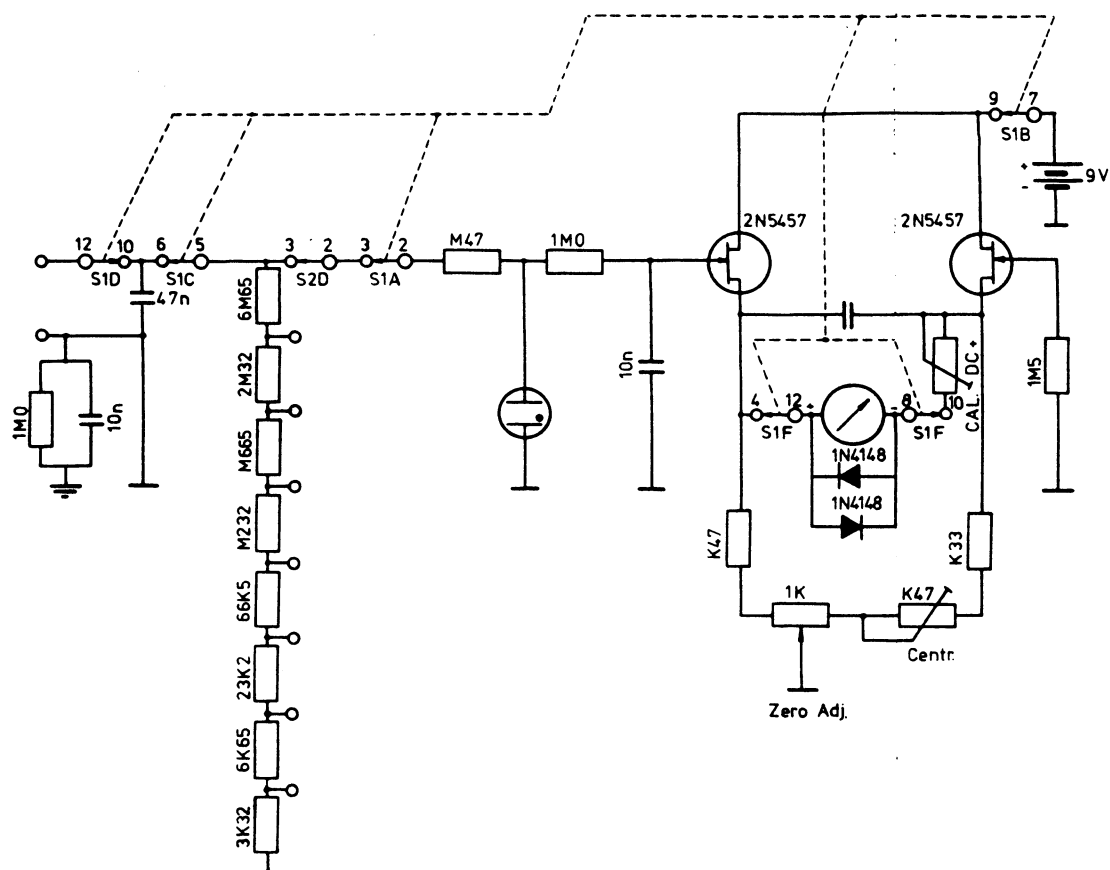 9 7
S1B
+
-
9V
2N5457
2N5457
12 10 6 5
S1D
S1C
3 2 3 2
S2D
S1A
M47
1M0
47n
6M65
2M32
M665
M232
66K5
23K2
6K65
3K32
1M0
10n
10n
4 12 +
- 8 10
S1F
S1F
1N4148
1N4148
CAL. DC+
1M5
K47
K33
1K
K47
Centr.
Zero Adj.